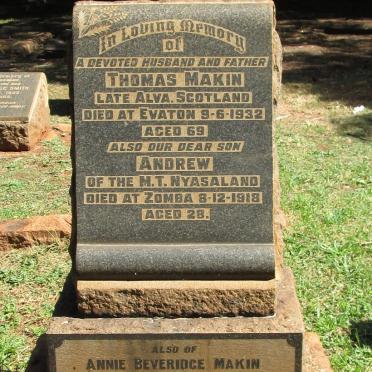 In Loving Memory
of
A DEVOTED HUSBAND AND FATHER
THOMAS MAKIN
LATE ALVA, SCOTLAND
DIED AT EVATON 9-6-1932
AGED 69
ALSO OUR DEAR SON
ANDREW
OF THE M.T. NYASALAND
DIED AT ZOMBA 8-12-1918
AGED 28.
ALSO OF
ANNIE BEVERIDGE MAKIN